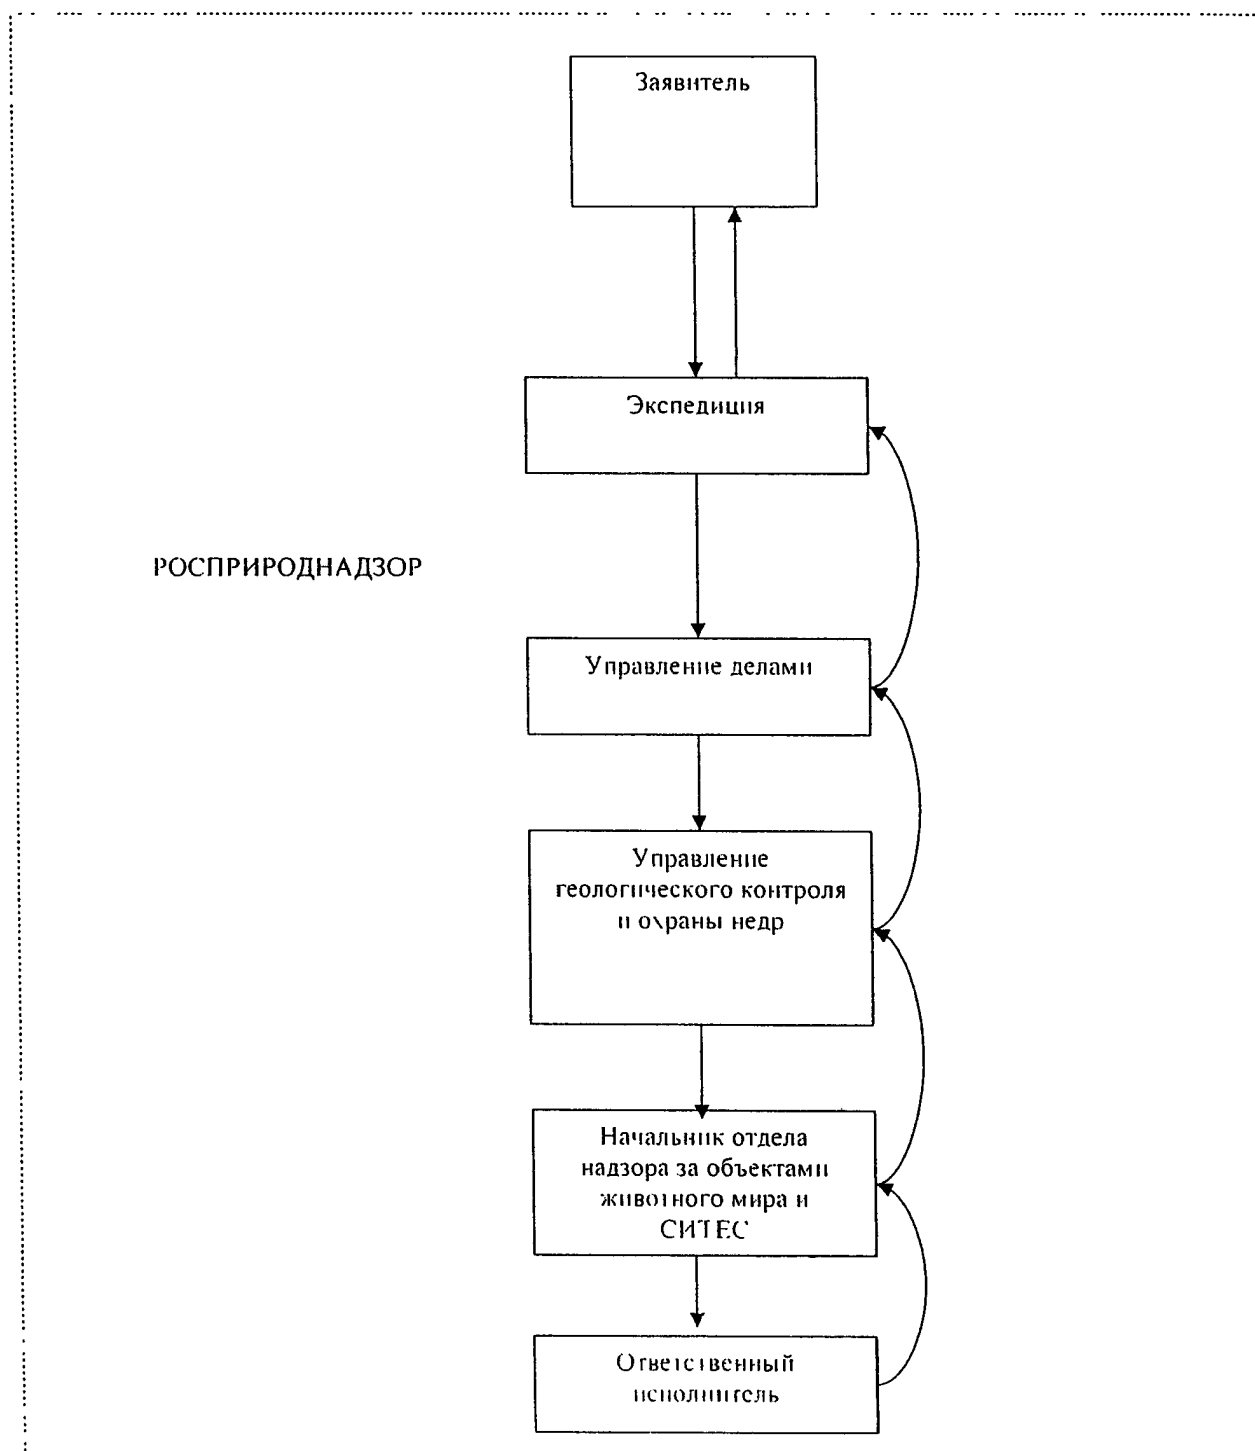 Заявитель
Экспедиция
РОСПРИРОДНАДЗОР
Управление делами
Управление
геологического контроля
и охраны недр
Начальник отдела
надзора за объектами
животного мира и
СИТЕС
Ответственный
исполнитель